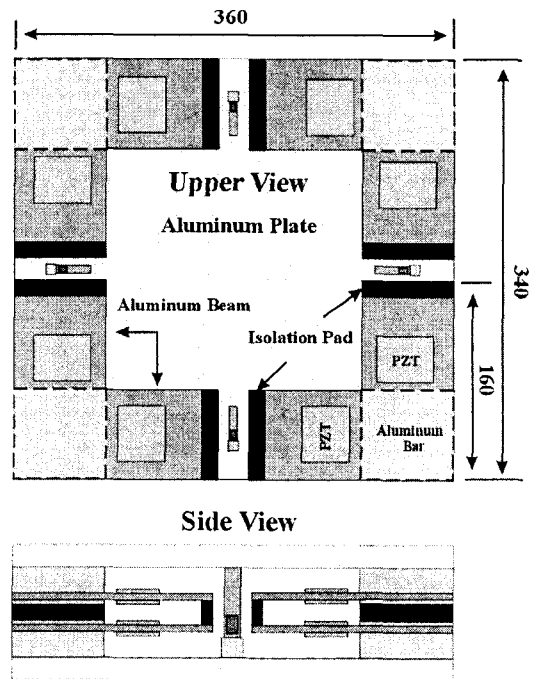 360
Upper View
Aluminum Plate
Aluminum Beam
Isolation Pad
PZT
PZT
Aluminum
Bar
340
160
Side View